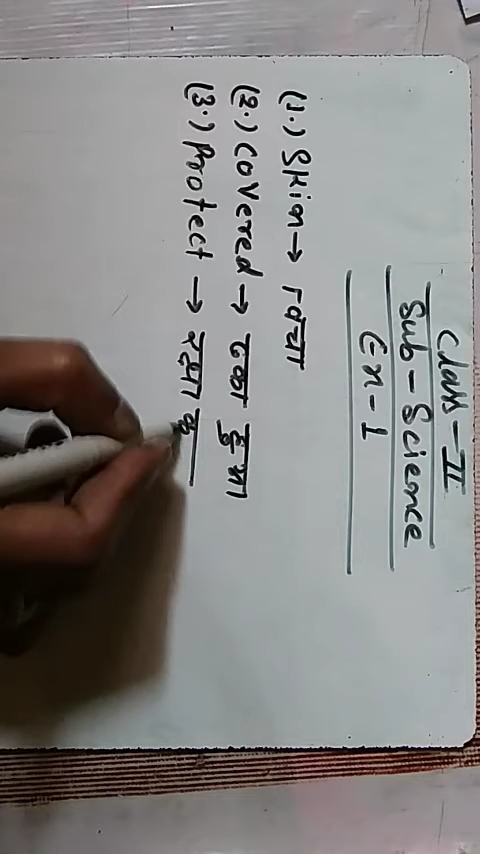 Class - II
Sub - Science
Ex - 1
(1.) Skin → त्वचा
(2.) Covered → ढका हुआ
(3.) Protect → रक्षा क